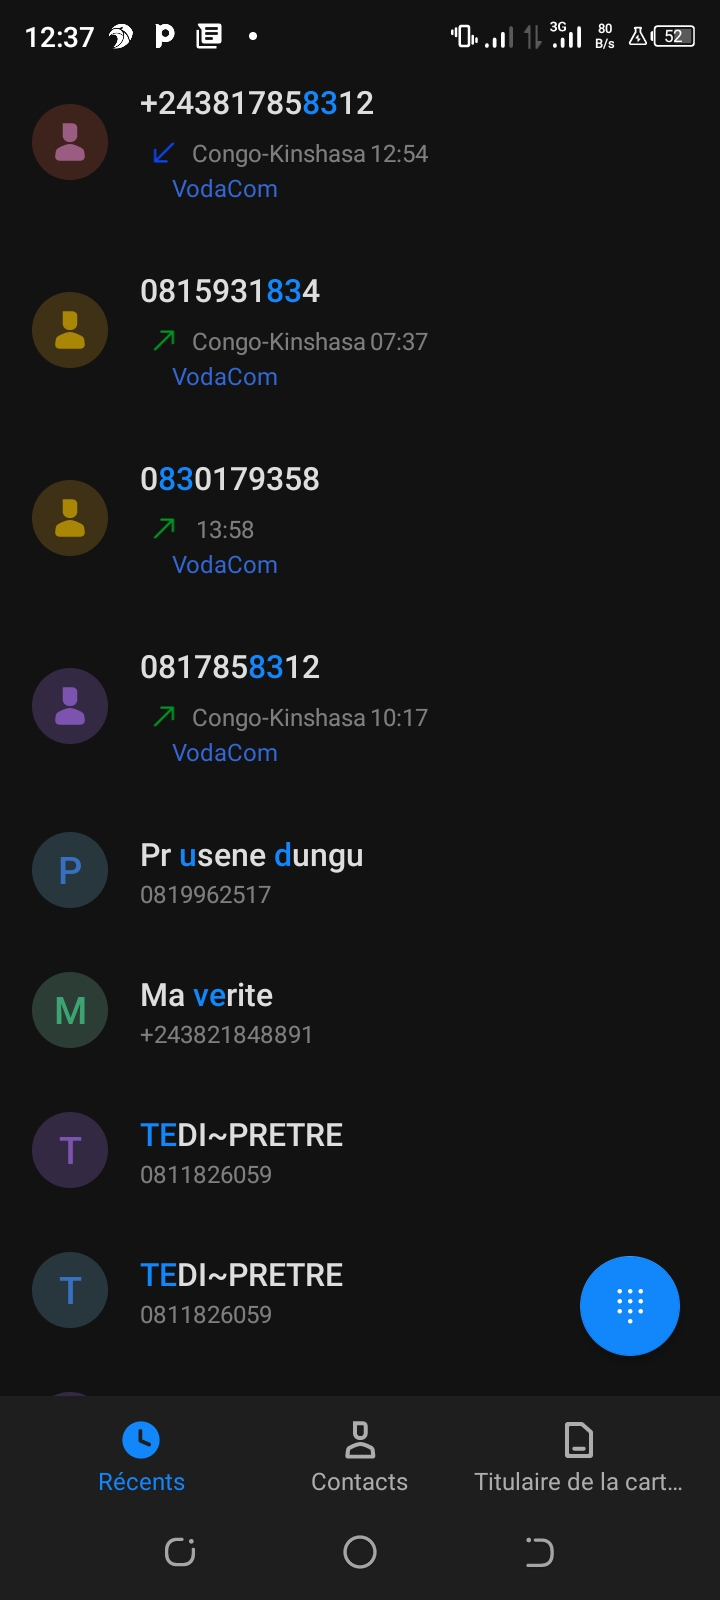 12:37
3G
80
B/s
52
+243817858312
Congo-Kinshasa 12:54
VodaCom
0815931834
Congo-Kinshasa 07:37
VodaCom
0830179358
13:58
VodaCom
0817858312
Congo-Kinshasa 10:17
VodaCom
P
Pr usene dungu
0819962517
M
Ma verite
+243821848891
T
TEDI~PRETRE
0811826059
T
TEDI~PRETRE
0811826059
Récents
Contacts
Titulaire de la cart...